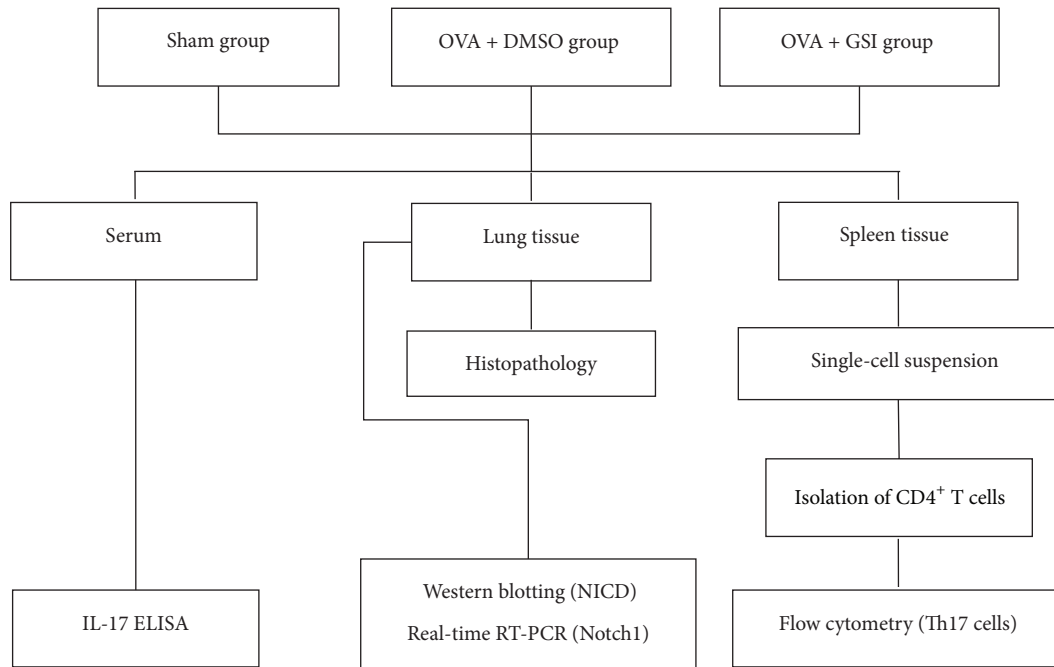 Sham group
OVA + DMSO group
OVA + GSI group
Serum
Lung tissue
Spleen tissue
Histopathology
Single-cell suspension
Isolation of CD4⁺ T cells
IL-17 ELISA
Western blotting (NICD)
Real-time RT-PCR (Notch1)
Flow cytometry (Th17 cells)